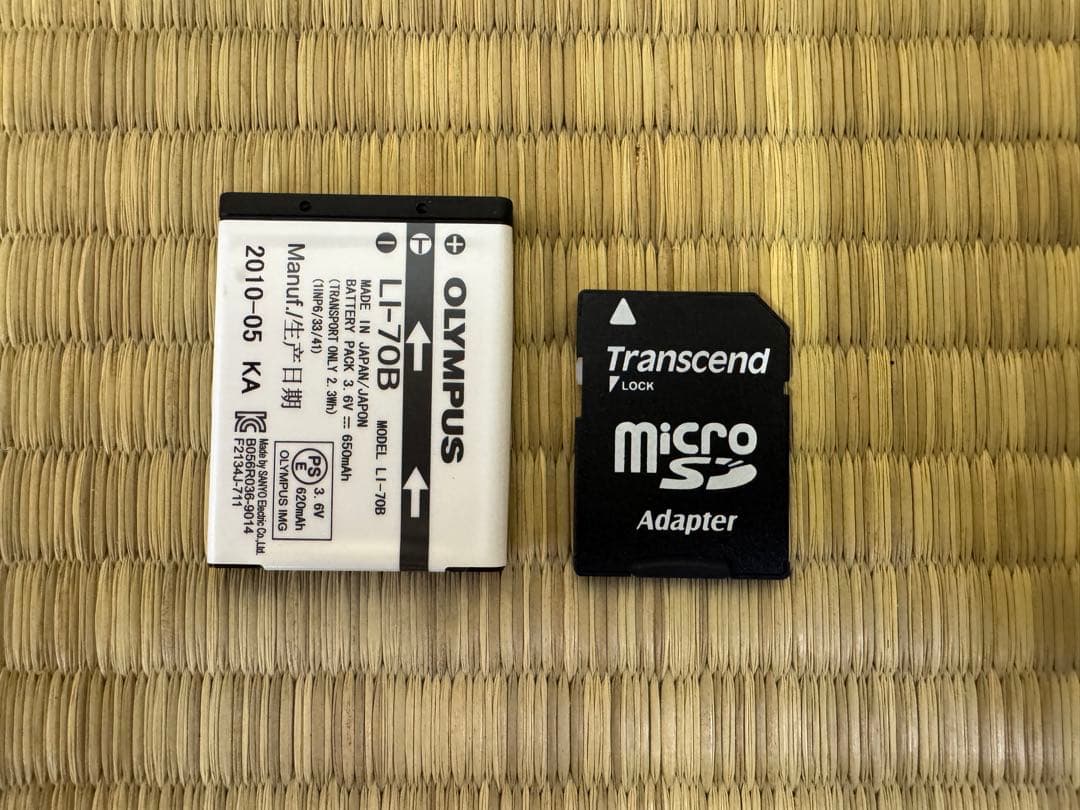 OLYMPUS
LI-70B MODEL LI-70B
MADE IN JAPAN/JAPON
BATTERY PACK 3.6V⎓ 650mAh
(TRANSPORT ONLY 2.3Wh)
(1INP6/33/41)
Manuf./生产日期
2010-05 KA
PS
E
3.6V
620mAh
OLYMPUS IMG
Made by SANYO Electric Co.,Ltd.
B056R036-9014
F2134J-711
Transcend
LOCK
micro
SD
Adapter